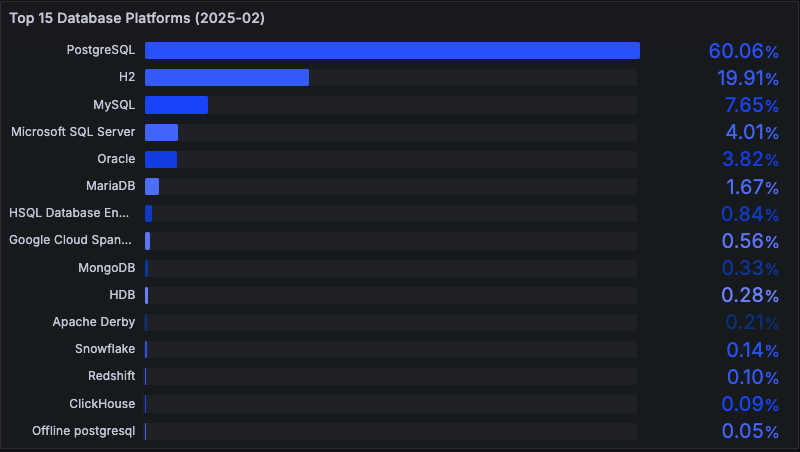 Top 15 Database Platforms (2025-02)
PostgreSQL 60.06%
H2 19.91%
MySQL 7.65%
Microsoft SQL Server 4.01%
Oracle 3.82%
MariaDB 1.67%
HSQL Database En... 0.84%
Google Cloud Span... 0.56%
MongoDB 0.33%
HDB 0.28%
Apache Derby 0.21%
Snowflake 0.14%
Redshift 0.10%
ClickHouse 0.09%
Offline postgresql 0.05%